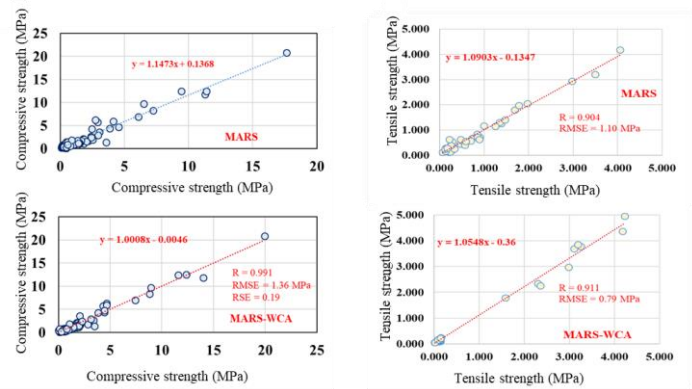 Compressive strength (MPa)
25
20
15
10
5
0
y = 1.1473x + 0.1368
MARS
0 5 10 15 20
Compressive strength (MPa)
Tensile strength (MPa)
5.000
4.000
3.000
2.000
1.000
0.000
y = 1.0903x - 0.1347
MARS
R = 0.904
RMSE = 1.10 MPa
0.000 1.000 2.000 3.000 4.000 5.000
Tensile strength (MPa)
Compressive strength (MPa)
25
20
15
10
5
0
y = 1.0008x - 0.0046
R = 0.991
RMSE = 1.36 MPa
RSE = 0.19
MARS-WCA
0 5 10 15 20 25
Compressive strength (MPa)
Tensile strength (MPa)
5.000
4.000
3.000
2.000
1.000
0.000
y = 1.0548x - 0.36
R = 0.911
RMSE = 0.79 MPa
MARS-WCA
0.000 1.000 2.000 3.000 4.000 5.000
Tensile strength (MPa)